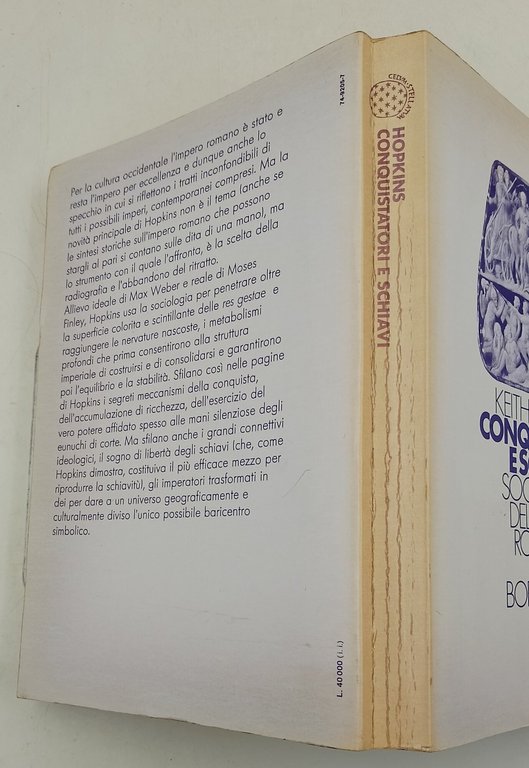 Per la cultura occidentale l'impero romano è stato e
resta l'impero per eccellenza e dunque anche lo
specchio in cui si riflettono i tratti inconfondibili di
tutti i possibili imperi, contemporanei compresi. Ma la
novità principale di Hopkins non è il tema (anche se
le sintesi storiche sull'impero romano che possono
stargli al pari si contano sulle dita di una mano), ma
lo strumento con il quale l'affronta, è la scelta della
radiografia e l'abbandono del ritratto.
Allievo ideale di Max Weber e reale di Moses
Finley, Hopkins usa la sociologia per penetrare oltre
la superficie colorita e scintillante delle res gestae e
raggiungere le nervature nascoste, i metabolismi
profondi che prima consentirono alla struttura
imperiale di costruirsi e di consolidarsi e garantirono
poi l'equilibrio e la stabilità. Sfilano così nelle pagine
di Hopkins i segreti meccanismi della conquista,
dell'accumulazione di ricchezza, dell'esercizio del
vero potere affidato spesso alle mani silenziose degli
eunuchi di corte. Ma sfilano anche i grandi connettivi
ideologici, il sogno di libertà degli schiavi (che, come
Hopkins dimostra, costituiva il più efficace mezzo per
riprodurre la schiavitù), gli imperatori trasformati in
dei per dare a un universo geograficamente e
culturalmente diviso l'unico possibile baricentro
simbolico.
74-9205-7
L. 40000 (i.i.)
HOPKINS
CONQUISTATORI E SCHIAVI
KEITH
CONQ
E S
SOC
DEL
RO
BO